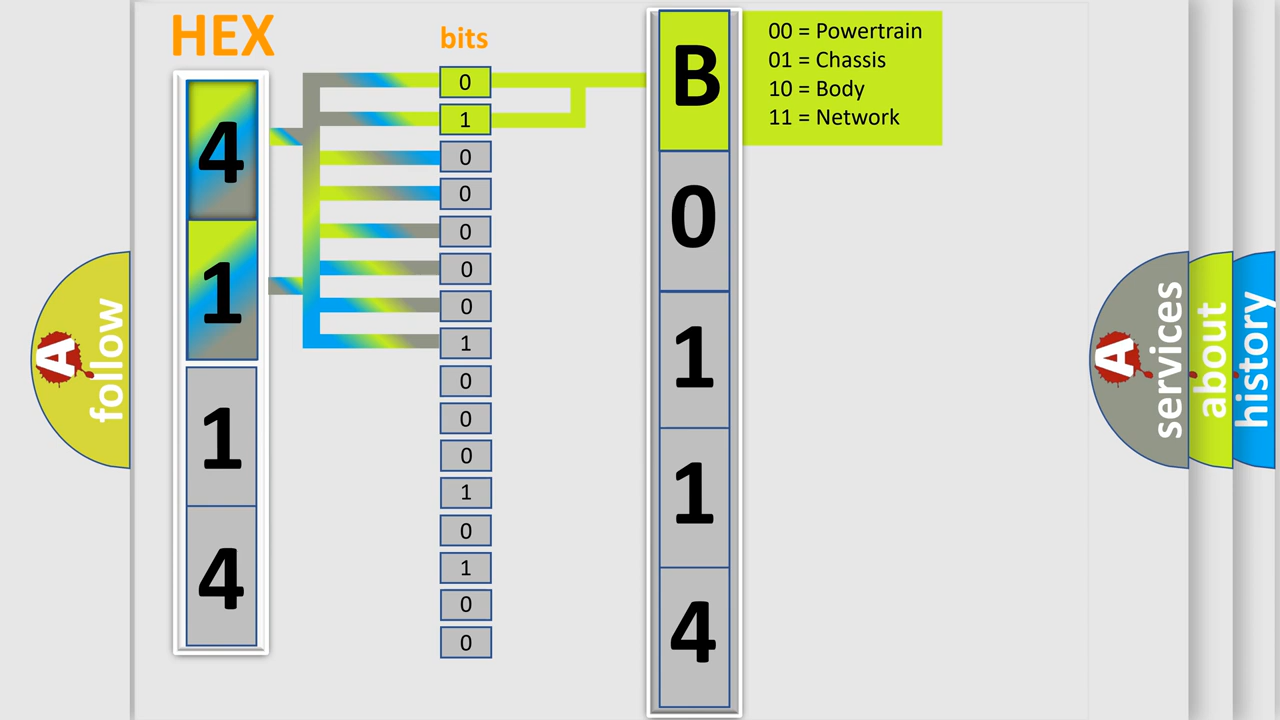 HEX
bits
4
1
1
4
0
1
0
0
0
0
0
1
0
0
0
1
0
1
0
0
B
0
1
1
4
00 = Powertrain
01 = Chassis
10 = Body
11 = Network
A
follow
A
services
about
history